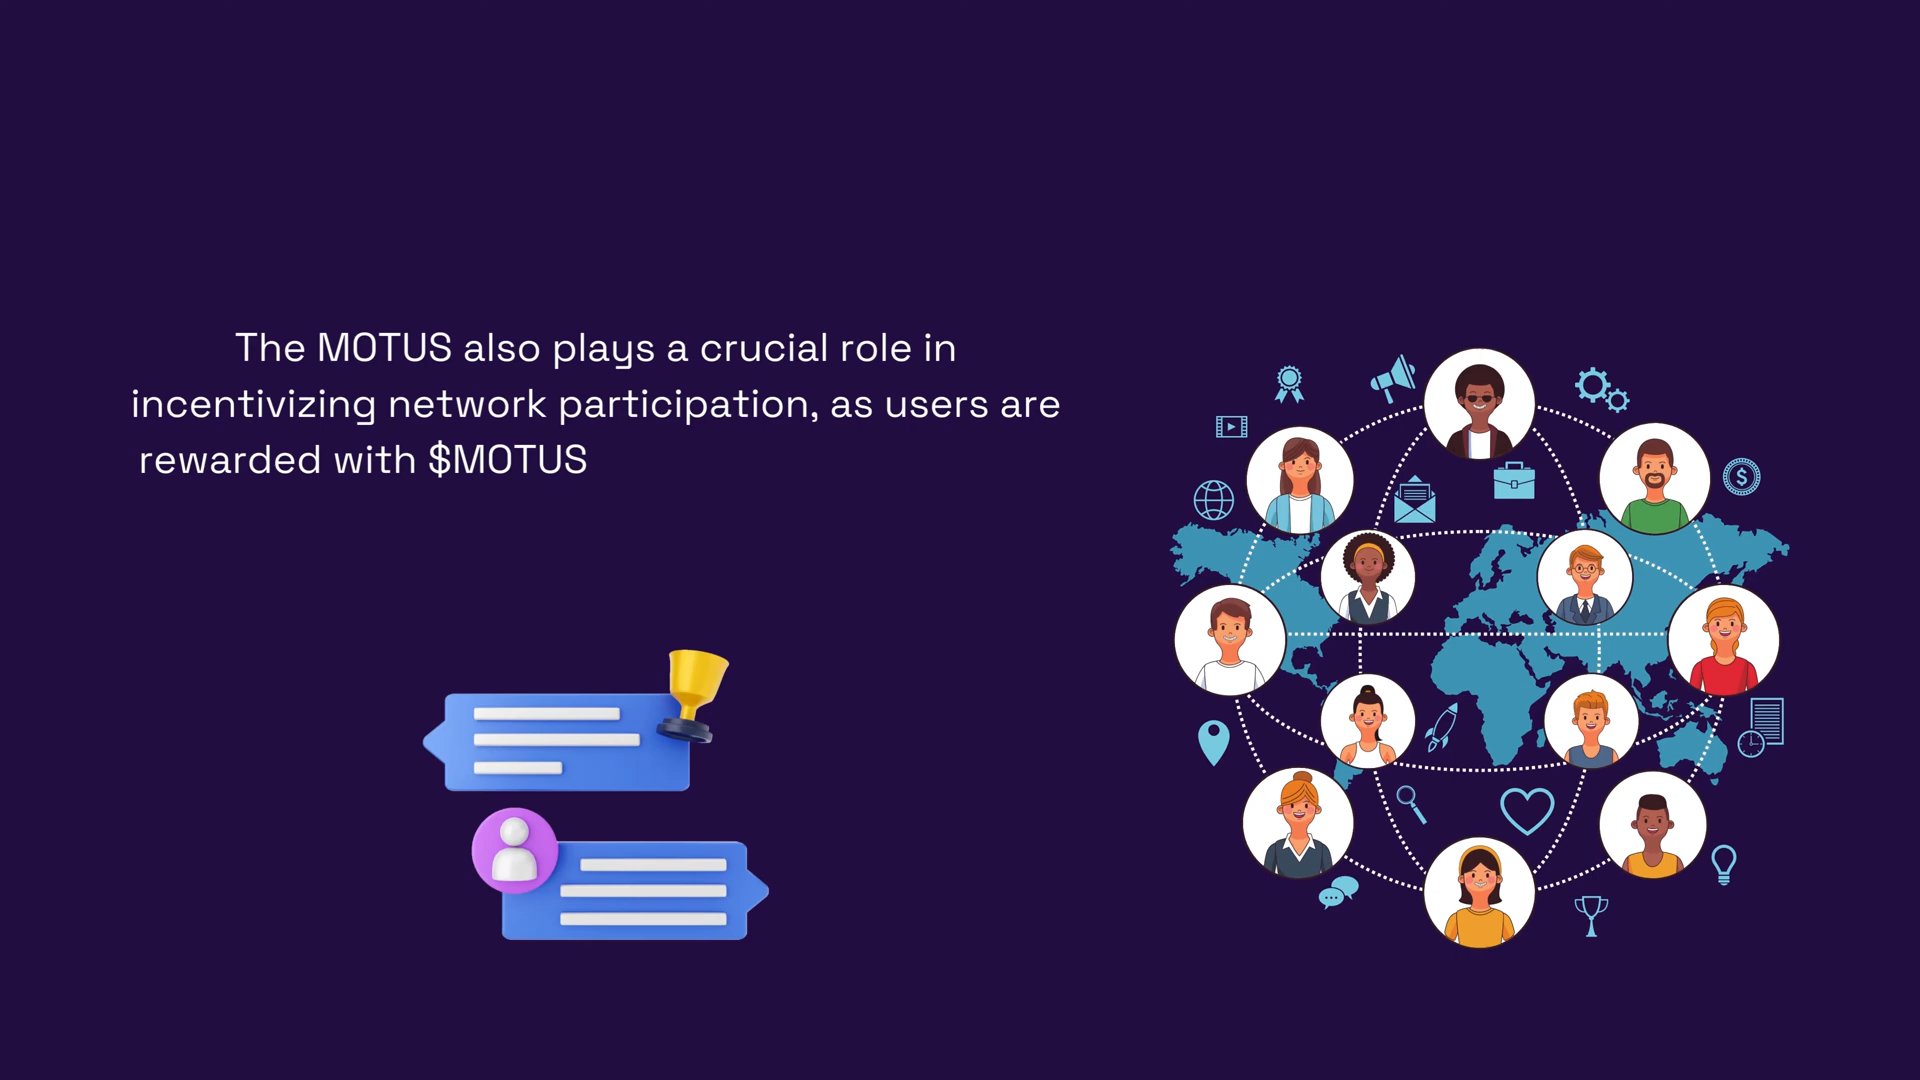 The MOTUS also plays a crucial role in
incentivizing network participation, as users are
rewarded with $MOTUS